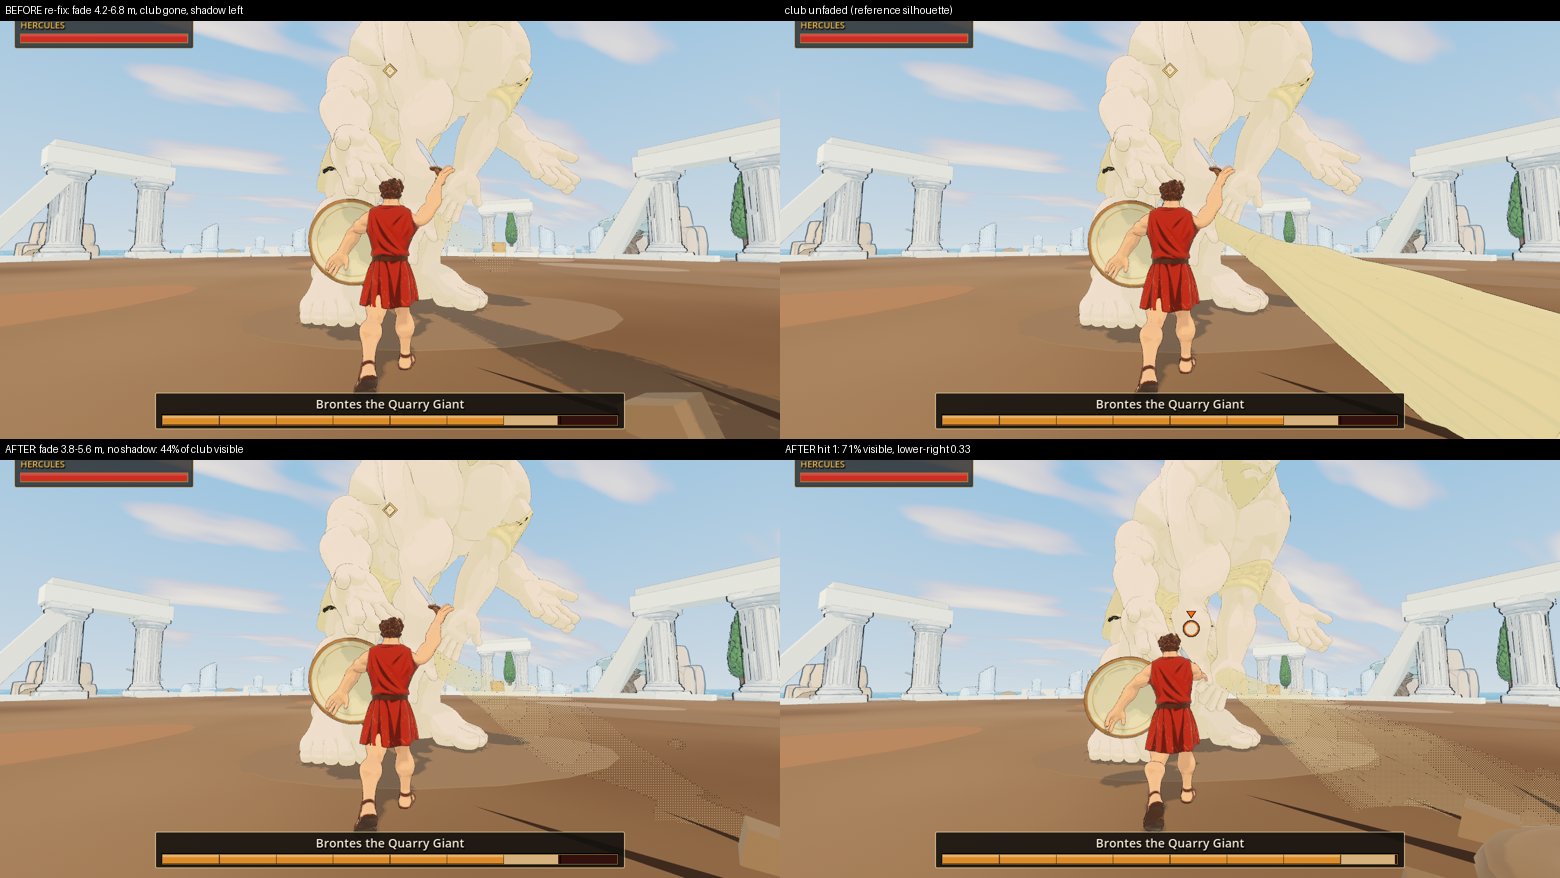 BEFORE re-fix: fade 4.2-6.8 m, club gone, shadow left
club unfaded (reference silhouette)
HERCULES
HERCULES
Brontes the Quarry Giant
Brontes the Quarry Giant
AFTER: fade 3.8-5.6 m, no shadow: 44% of club visible
AFTER hit 1: 71% visible, lower-right 0.33
HERCULES
HERCULES
Brontes the Quarry Giant
Brontes the Quarry Giant